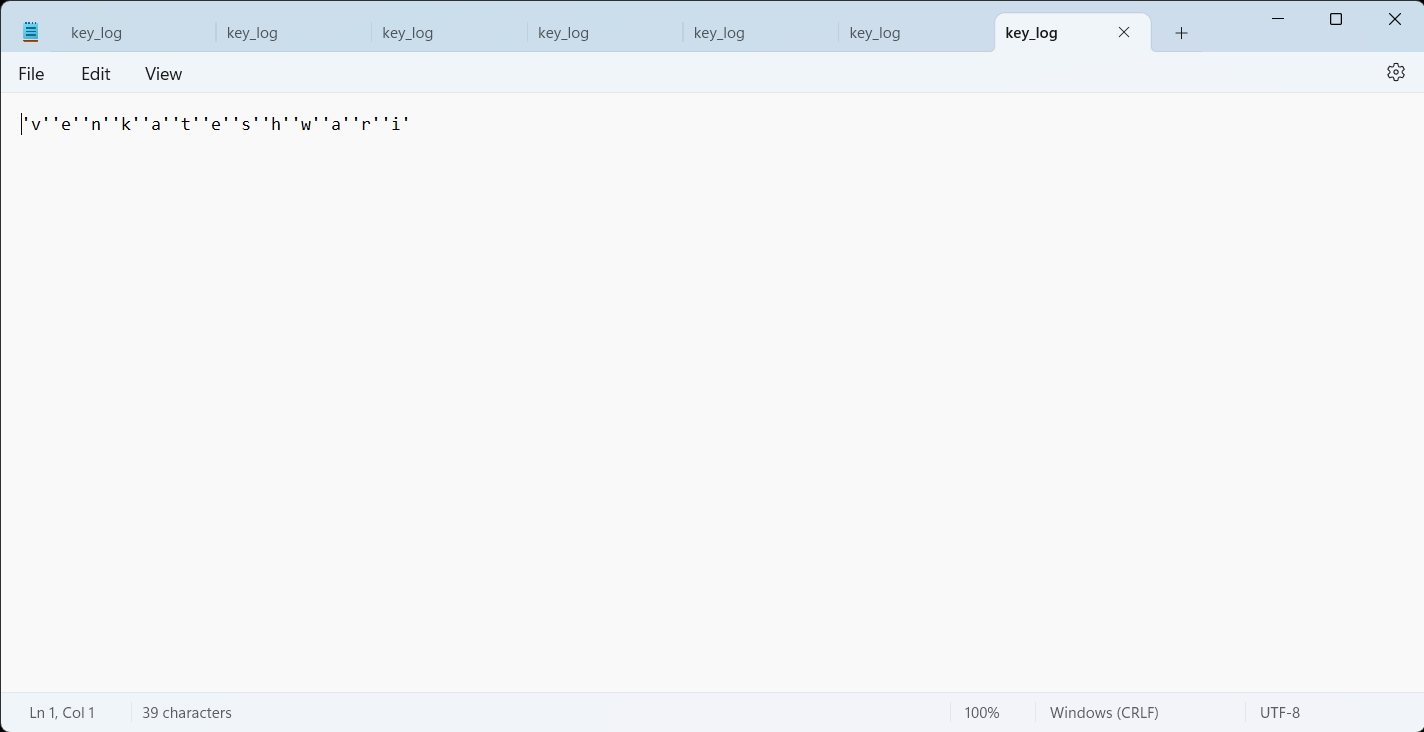 key_log key_log key_log key_log key_log key_log key_log
File Edit View
'v''e''n''k''a''t''e''s''h''w''a''r''i'
Ln 1, Col 1 39 characters 100% Windows (CRLF) UTF-8